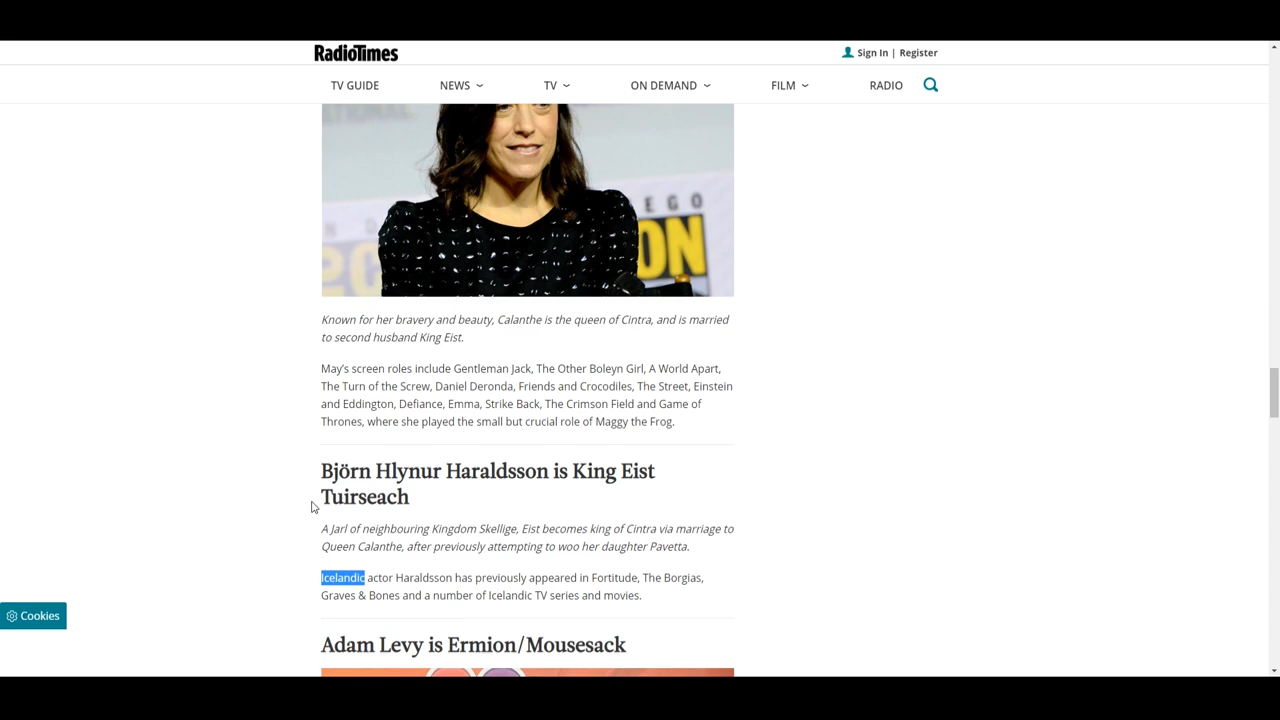 RadioTimes
Sign In | Register
TV GUIDE NEWS TV ON DEMAND FILM RADIO
EGO
ON
2C
Known for her bravery and beauty, Calanthe is the queen of Cintra, and is married
to second husband King Eist.
May's screen roles include Gentleman Jack, The Other Boleyn Girl, A World Apart,
The Turn of the Screw, Daniel Deronda, Friends and Crocodiles, The Street, Einstein
and Eddington, Defiance, Emma, Strike Back, The Crimson Field and Game of
Thrones, where she played the small but crucial role of Maggy the Frog.
Björn Hlynur Haraldsson is King Eist
Tuirseach
A Jarl of neighbouring Kingdom Skellige, Eist becomes king of Cintra via marriage to
Queen Calanthe, after previously attempting to woo her daughter Pavetta.
Icelandic actor Haraldsson has previously appeared in Fortitude, The Borgias,
Graves & Bones and a number of Icelandic TV series and movies.
Cookies
Adam Levy is Ermion/Mousesack